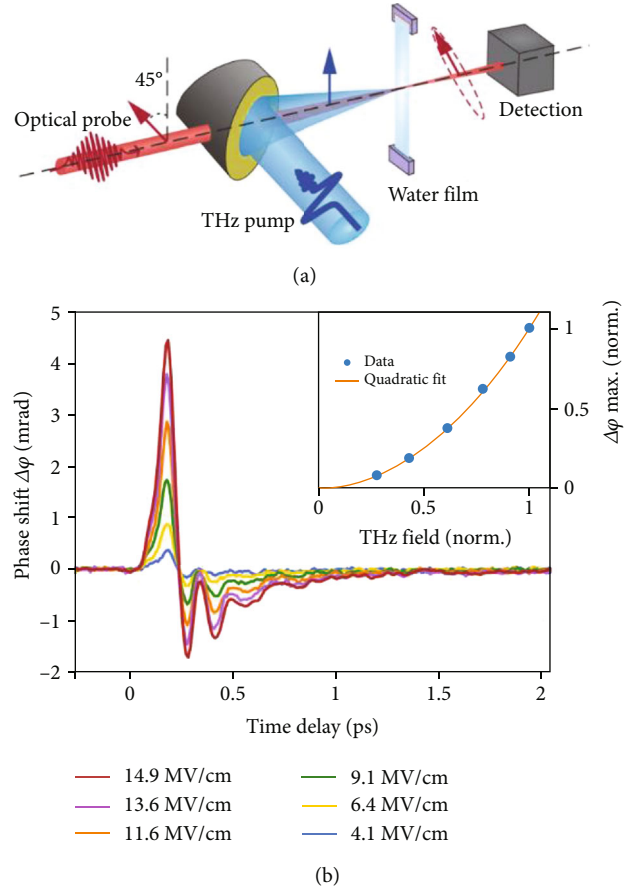 45°
Optical probe
Detection
Water film
THz pump
(a)
5
4
3
2
1
0
−1
−2
Phase shift Δφ (mrad)
Data
Quadratic fit
1
0.5
0
Δφ max. (norm.)
0
0.5
1
THz field (norm.)
0
0.5
1
1.5
2
Time delay (ps)
14.9 MV/cm
9.1 MV/cm
13.6 MV/cm
6.4 MV/cm
11.6 MV/cm
4.1 MV/cm
(b)